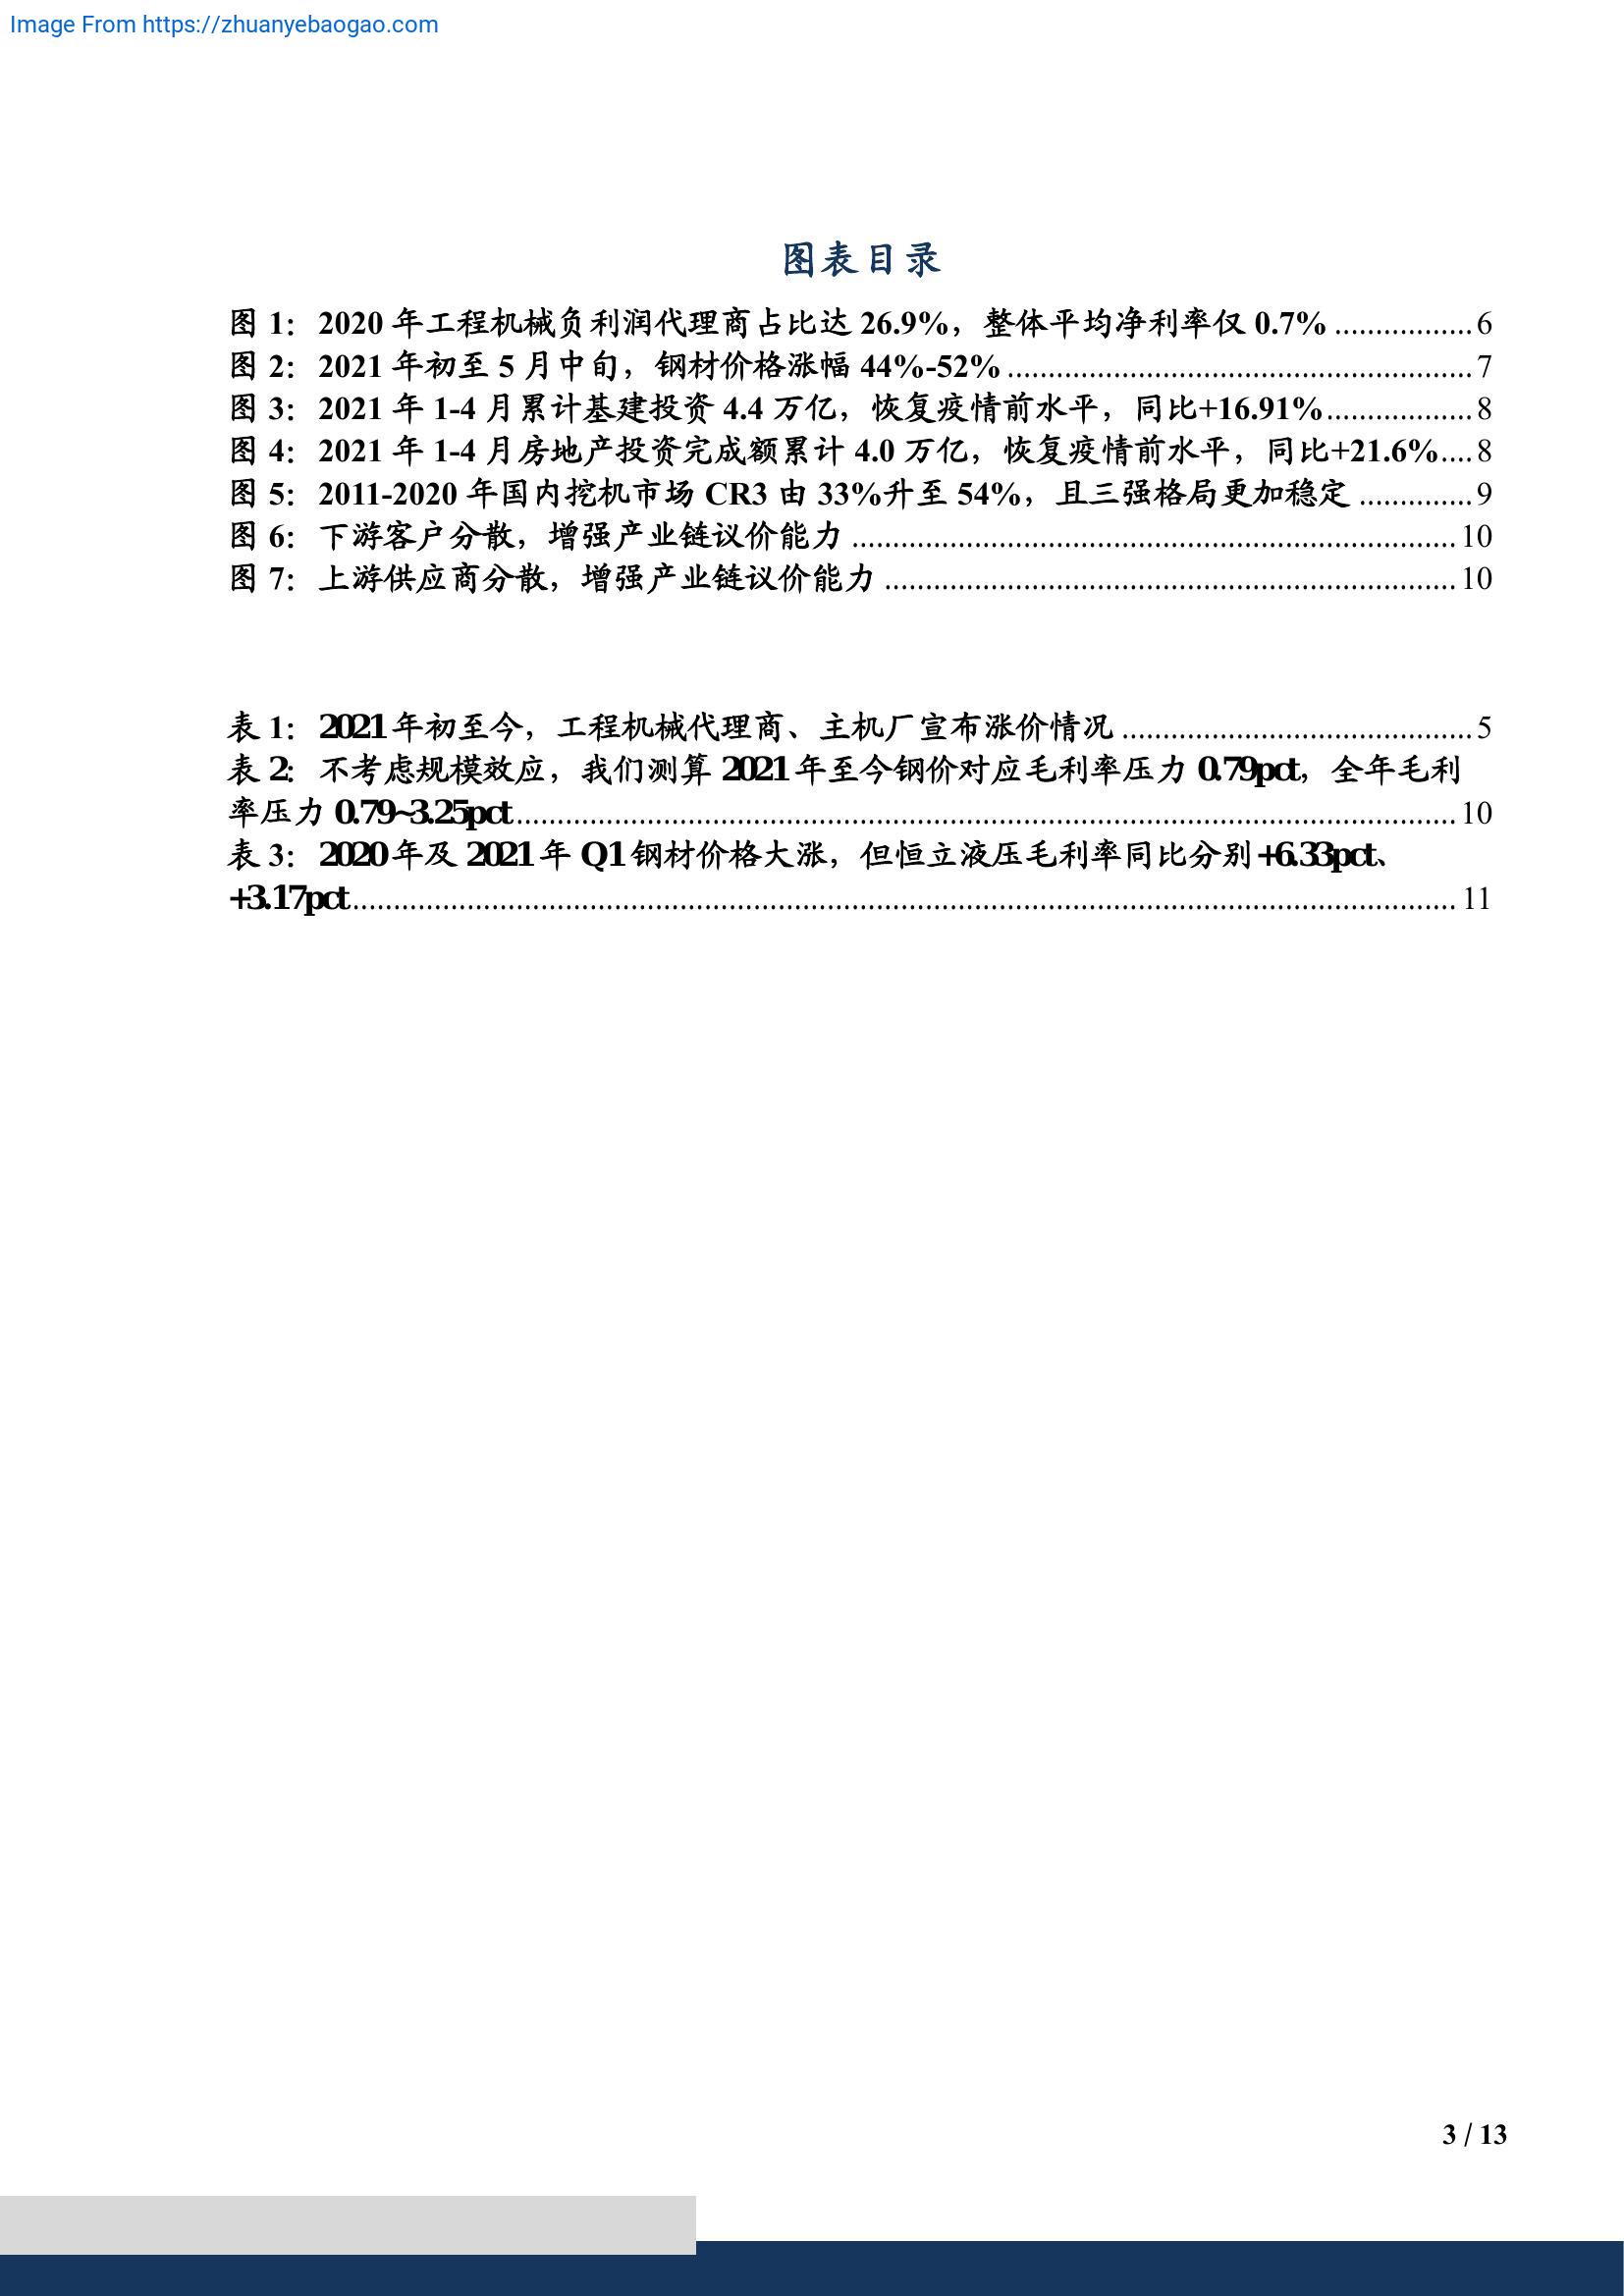 Image From https://zhuanyebaogao.com
图表目录
图 1： 2020 年工程机械负利润代理商占比达 26.9%，整体平均净利率仅 0.7% ................. 6
图 2： 2021 年初至 5 月中旬，钢材价格涨幅 44%-52% ......................................................... 7
图 3： 2021 年 1-4 月累计基建投资 4.4 万亿，恢复疫情前水平，同比+16.91%.................. 8
图 4： 2021 年 1-4 月房地产投资完成额累计 4.0 万亿，恢复疫情前水平，同比+21.6%.... 8
图 5： 2011-2020 年国内挖机市场 CR3 由 33%升至 54%，且三强格局更加稳定 .............. 9
图 6： 下游客户分散，增强产业链议价能力 .......................................................................... 10
图 7： 上游供应商分散，增强产业链议价能力 ...................................................................... 10
表 1： 2021 年初至今，工程机械代理商、主机厂宣布涨价情况 ........................................... 5
表 2： 不考虑规模效应，我们测算 2021 年至今钢价对应毛利率压力 0.79pct，全年毛利
率压力 0.79~3.25pct................................................................................................................... 10
表 3： 2020 年及 2021 年 Q1 钢材价格大涨，但恒立液压毛利率同比分别+6.33pct、
+3.17pct....................................................................................................................................... 11
3 / 13